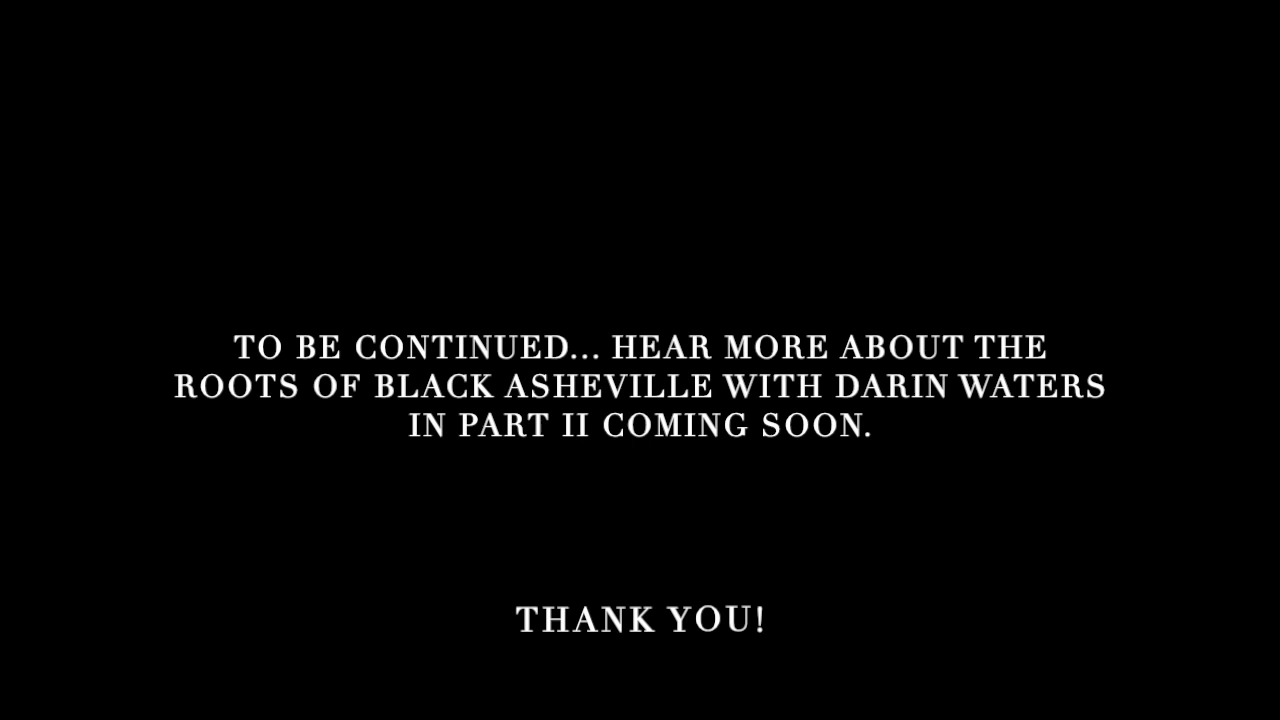 TO BE CONTINUED... HEAR MORE ABOUT THE
ROOTS OF BLACK ASHEVILLE WITH DARIN WATERS
IN PART II COMING SOON.
THANK YOU!